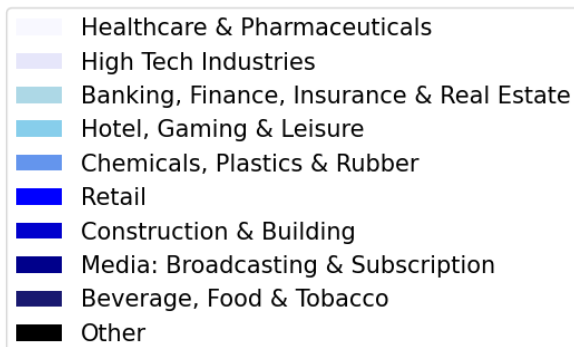 Healthcare & Pharmaceuticals
High Tech Industries
Banking, Finance, Insurance & Real Estate
Hotel, Gaming & Leisure
Chemicals, Plastics & Rubber
Retail
Construction & Building
Media: Broadcasting & Subscription
Beverage, Food & Tobacco
Other